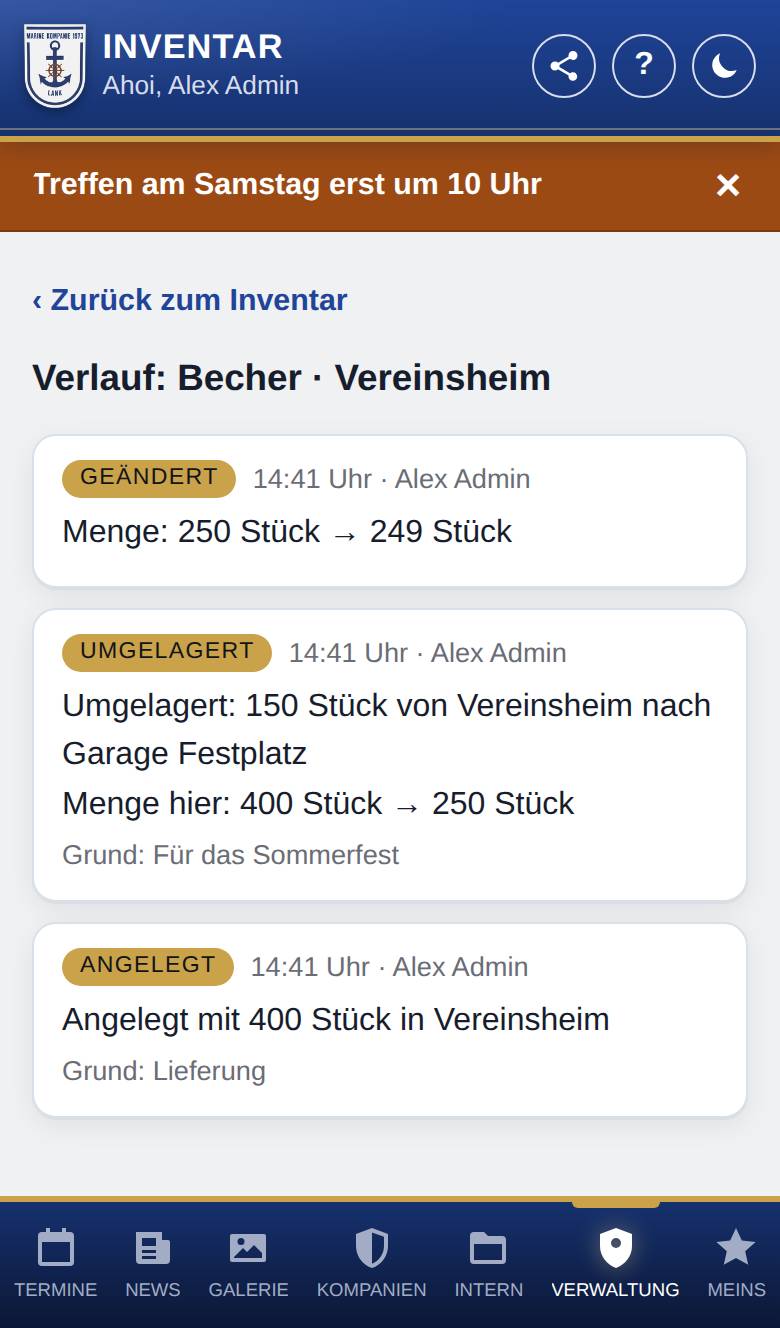 MARINE KOMPANIE 1973
LANK
INVENTAR
Ahoi, Alex Admin
?
Treffen am Samstag erst um 10 Uhr
×
‹ Zurück zum Inventar
Verlauf: Becher · Vereinsheim
GEÄNDERT 14:41 Uhr · Alex Admin
Menge: 250 Stück → 249 Stück
UMGELAGERT 14:41 Uhr · Alex Admin
Umgelagert: 150 Stück von Vereinsheim nach
Garage Festplatz
Menge hier: 400 Stück → 250 Stück
Grund: Für das Sommerfest
ANGELEGT 14:41 Uhr · Alex Admin
Angelegt mit 400 Stück in Vereinsheim
Grund: Lieferung
TERMINE NEWS GALERIE KOMPANIEN INTERN VERWALTUNG MEINS